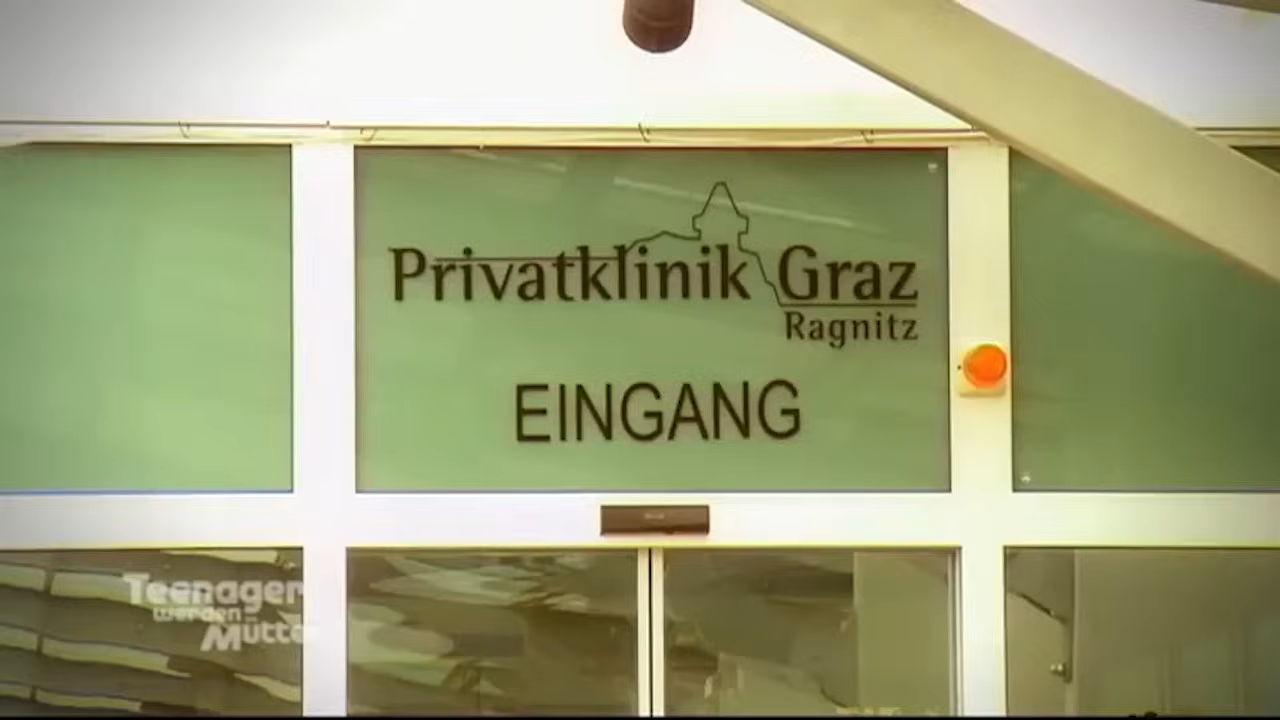 Privatklinik Graz
Ragnitz
EINGANG
Teenager
werden
Mütter